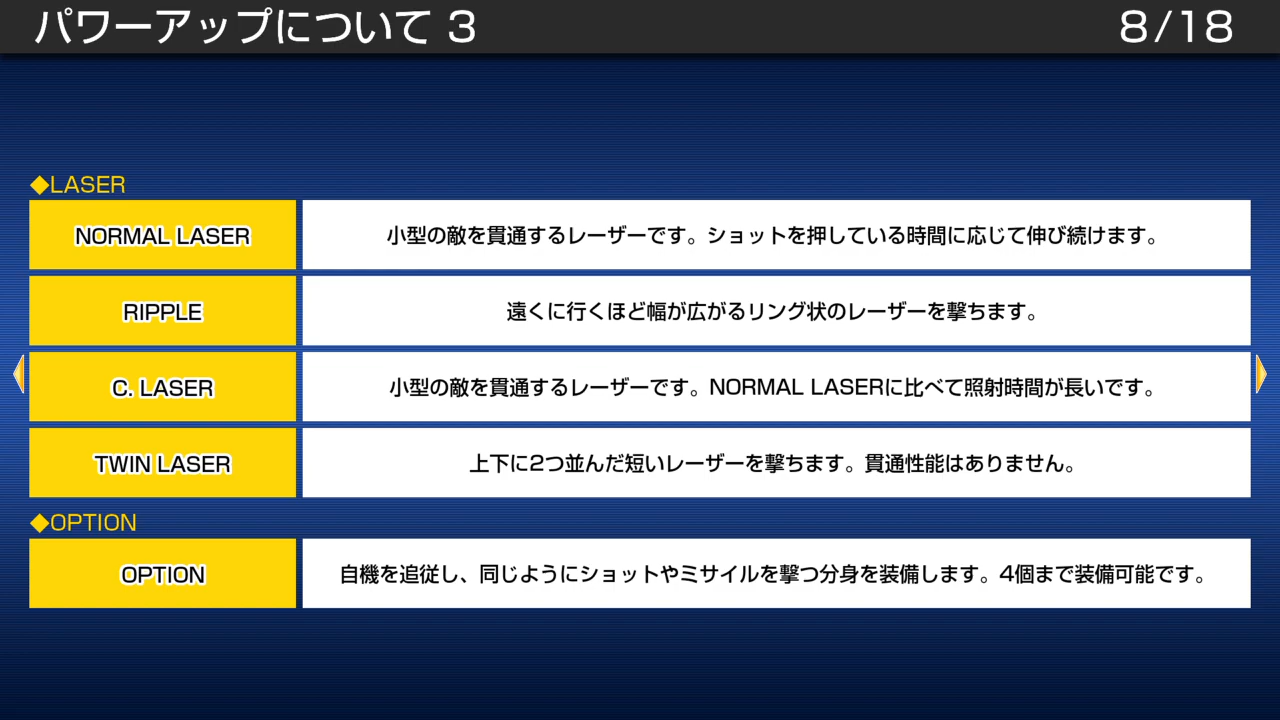 パワーアップについて 3
8/18
◆LASER
NORMAL LASER
小型の敵を貫通するレーザーです。ショットを押している時間に応じて伸び続けます。
RIPPLE
遠くに行くほど幅が広がるリング状のレーザーを撃ちます。
C. LASER
小型の敵を貫通するレーザーです。NORMAL LASERに比べて照射時間が長いです。
TWIN LASER
上下に2つ並んだ短いレーザーを撃ちます。貫通性能はありません。
◆OPTION
OPTION
自機を追従し、同じようにショットやミサイルを撃つ分身を装備します。4個まで装備可能です。